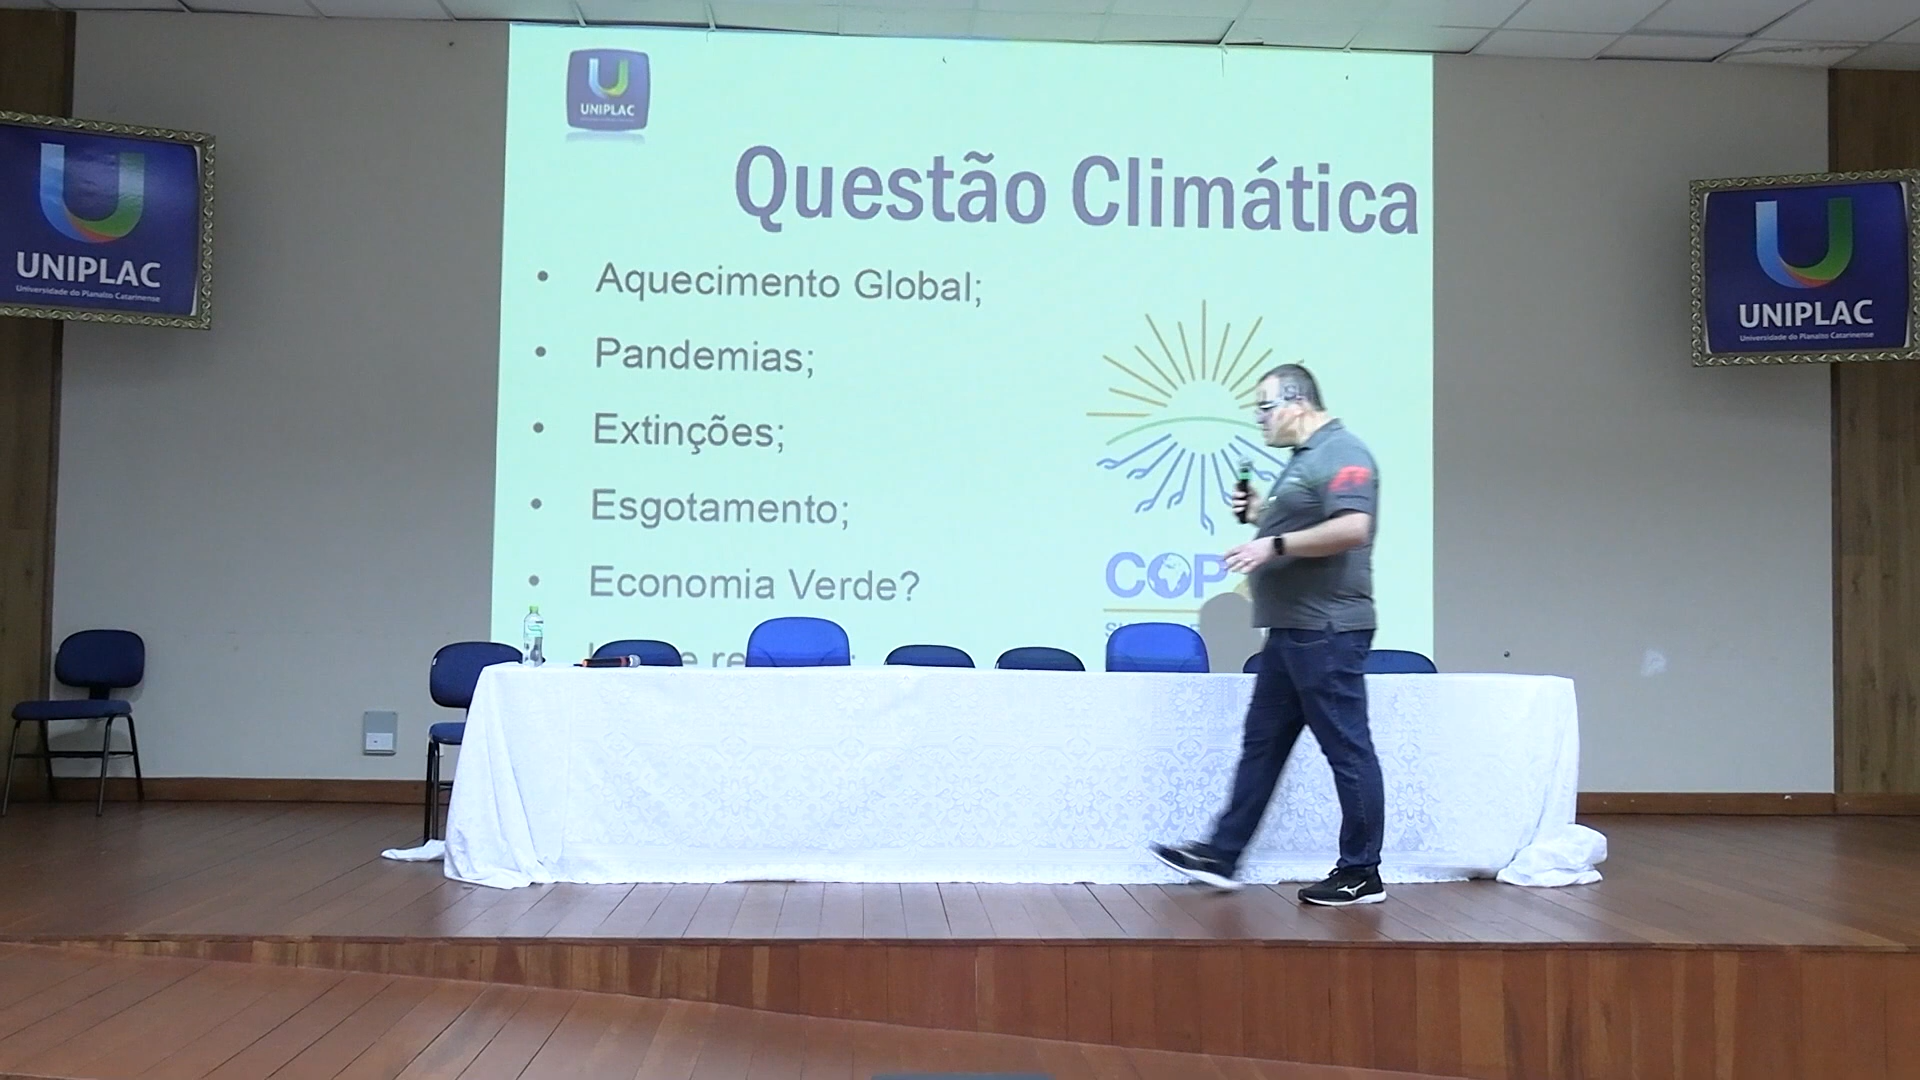 UNIPLAC
Questão Climática
• Aquecimento Global;
• Pandemias;
• Extinções;
• Esgotamento;
• Economia Verde?
COP
UNIPLAC
Universidade do Planalto Catarinense
UNIPLAC
Universidade do Planalto Catarinense